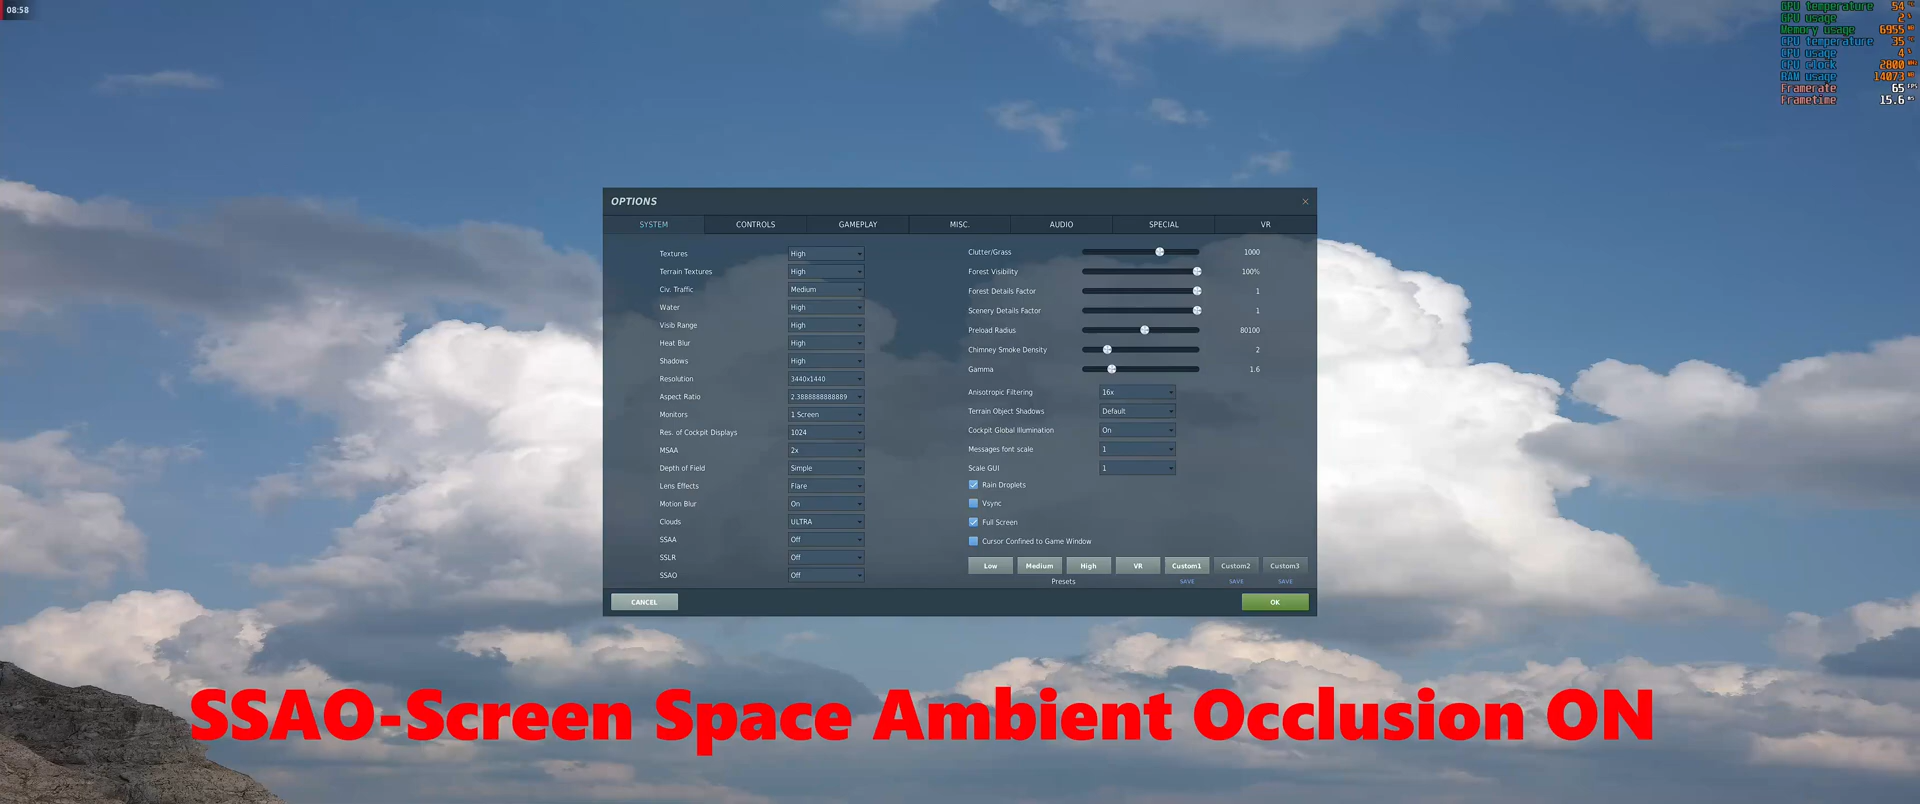 08:58
GPU temperature 54 °C
GPU usage 2 %
Memory usage 6955 MB
CPU temperature 35 °C
CPU usage 4 %
CPU clock 2800 MHz
RAM usage 14073 MB
Framerate 65 FPS
Frametime 15.6 ms
OPTIONS
SYSTEM CONTROLS GAMEPLAY MISC. AUDIO SPECIAL VR
Textures High
Terrain Textures High
Civ. Traffic Medium
Water High
Visib Range High
Heat Blur High
Shadows High
Resolution 3440x1440
Aspect Ratio 2.3888888888889
Monitors 1 Screen
Res. of Cockpit Displays 1024
MSAA 2x
Depth of Field Simple
Lens Effects Flare
Motion Blur On
Clouds ULTRA
SSAA Off
SSLR Off
SSAO Off
Clutter/Grass 1000
Forest Visibility 100%
Forest Details Factor 1
Scenery Details Factor 1
Preload Radius 80100
Chimney Smoke Density 2
Gamma 1.6
Anisotropic Filtering 16x
Terrain Object Shadows Default
Cockpit Global Illumination On
Messages font scale 1
Scale GUI 1
Rain Droplets
Vsync
Full Screen
Cursor Confined to Game Window
Low Medium High VR Custom1 Custom2 Custom3
Presets SAVE SAVE SAVE
CANCEL OK
SSAO-Screen Space Ambient Occlusion ON